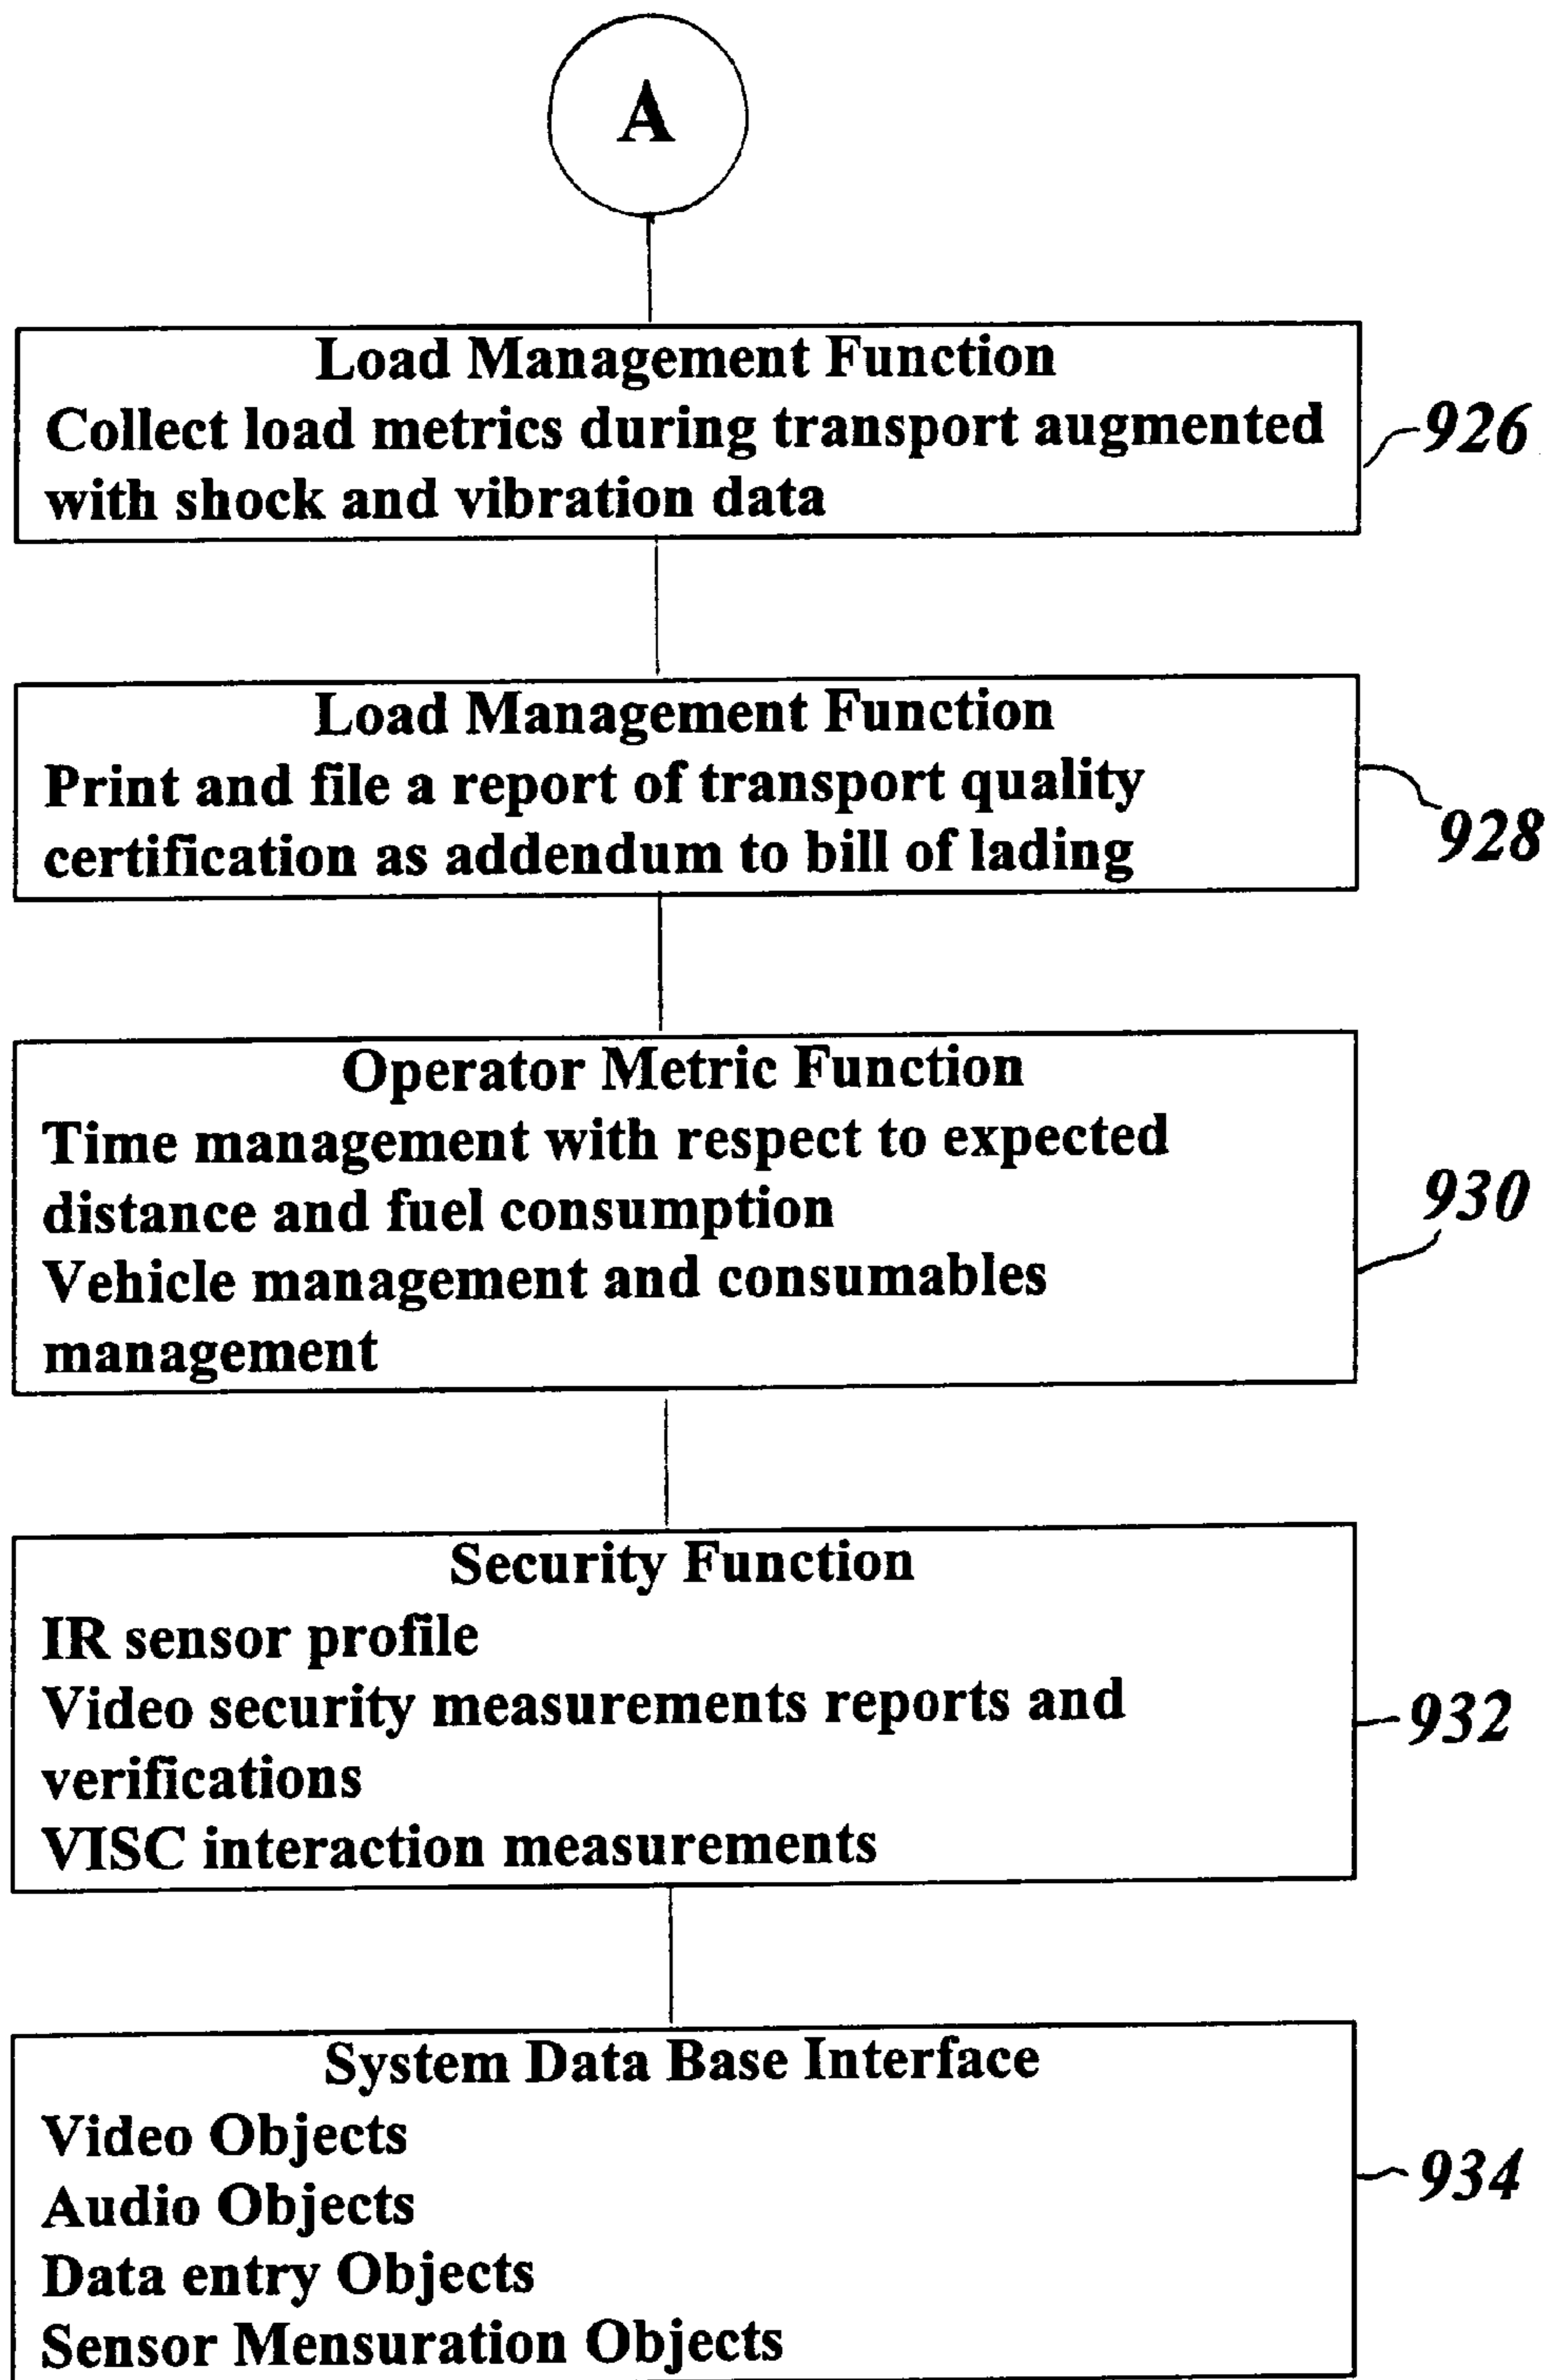 A
Load Management Function
Collect load metrics during transport augmented
with shock and vibration data
926
Load Management Function
Print and file a report of transport quality
certification as addendum to bill of lading
928
Operator Metric Function
Time management with respect to expected
distance and fuel consumption
Vehicle management and consumables
management
930
Security Function
IR sensor profile
Video security measurements reports and
verifications
VISC interaction measurements
932
System Data Base Interface
Video Objects
Audio Objects
Data entry Objects
Sensor Mensuration Objects
934